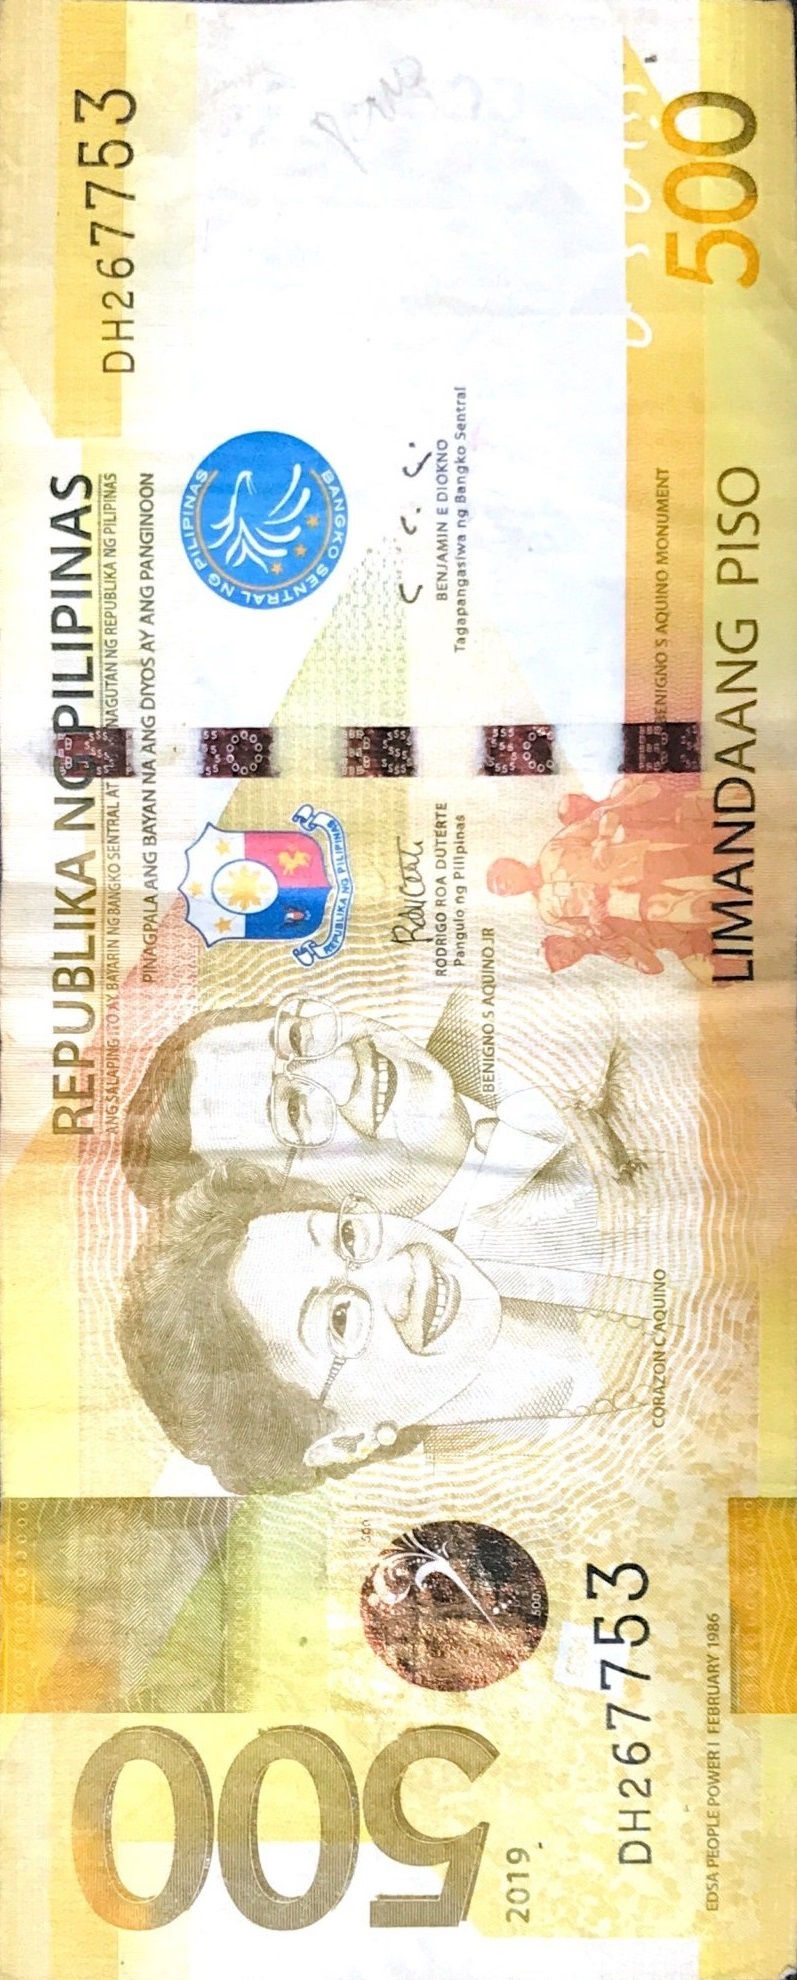 REPUBLIKA NG PILIPINAS
ANG SALAPING ITO AY BAYARIN NG BANGKO SENTRAL AT PINANANAGUTAN NG REPUBLIKA NG PILIPINAS
PINAGPALA ANG BAYAN NA ANG DIYOS AY ANG PANGINOON
DH267753
BANGKO SENTRAL NG PILIPINAS
REPUBLIKA NG PILIPINAS
RODRIGO ROA DUTERTE
Pangulo ng Pilipinas
BENJAMIN E DIOKNO
Tagapangasiwa ng Bangko Sentral
BENIGNO S AQUINO JR
CORAZON C AQUINO
BENIGNO S AQUINO MONUMENT
500
500
500
2019
DH267753
EDSA PEOPLE POWER I FEBRUARY 1986
LIMANDAANG PISO
500